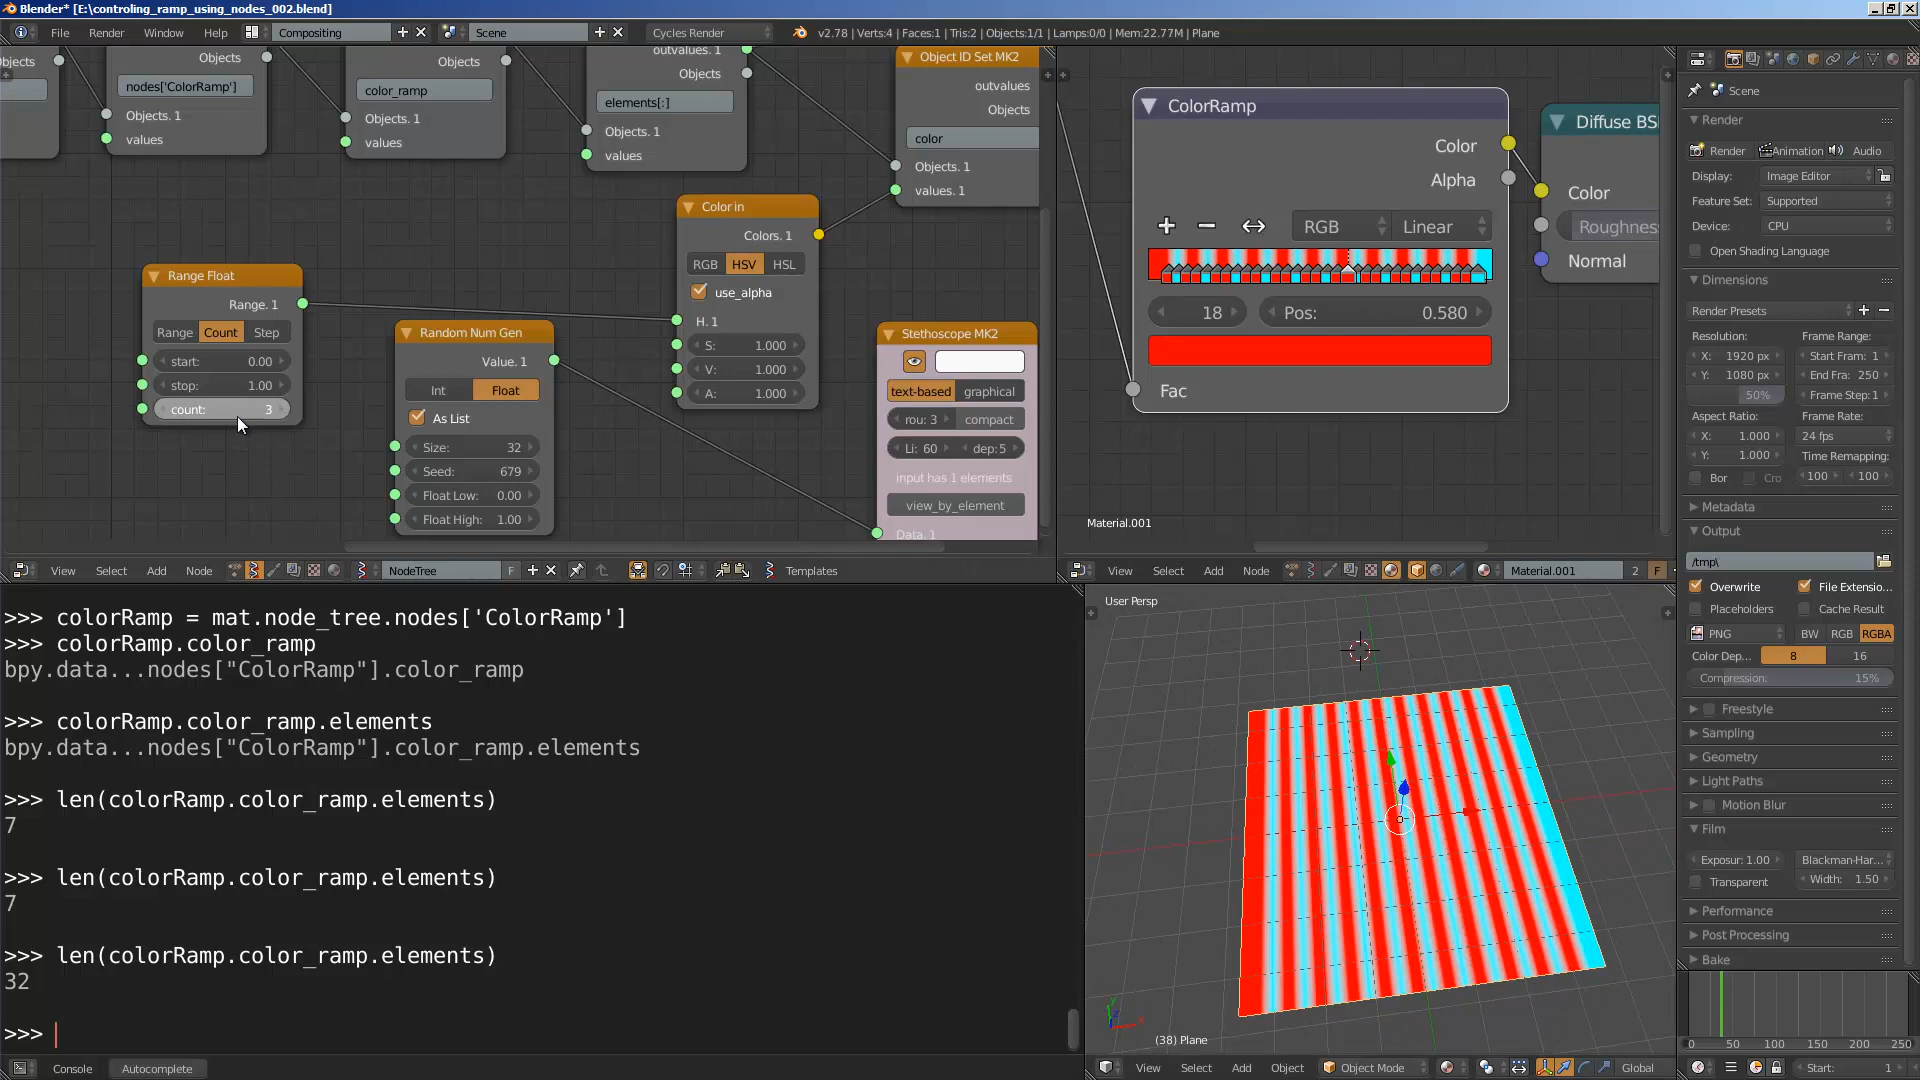 Blender* [E:\controling_ramp_using_nodes_002.blend]
File Render Window Help Compositing Scene Cycles Render v2.78 | Verts:4 | Faces:1 | Tris:2 | Objects:1/1 | Lamps:0/0 | Mem:22.77M | Plane
Objects
nodes['ColorRamp']
Objects. 1
values
Objects
color_ramp
Objects. 1
values
outvalues. 1
Objects
elements[:]
Objects. 1
values
Object ID Set MK2
outvalues
Objects
color
Objects. 1
values. 1
Range Float
Range. 1
Range Count Step
start: 0.00
stop: 1.00
count: 3
Random Num Gen
Value. 1
Int Float
As List
Size: 32
Seed: 679
Float Low: 0.00
Float High: 1.00
Color in
Colors. 1
RGB HSV HSL
use_alpha
H. 1
S: 1.000
V: 1.000
A: 1.000
Stethoscope MK2
text-based graphical
rou: 3 compact
Li: 60 dep:5
input has 1 elements
view_by_element
Data. 1
View Select Add Node NodeTree F Templates
ColorRamp
Color
Alpha
RGB Linear
18 Pos: 0.580
Fac
Diffuse BS
Color
Roughness
Normal
Material.001
View Select Add Node Material.001 2 F
>>> colorRamp = mat.node_tree.nodes['ColorRamp']
>>> colorRamp.color_ramp
bpy.data...nodes["ColorRamp"].color_ramp
>>> colorRamp.color_ramp.elements
bpy.data...nodes["ColorRamp"].color_ramp.elements
>>> len(colorRamp.color_ramp.elements)
7
>>> len(colorRamp.color_ramp.elements)
7
>>> len(colorRamp.color_ramp.elements)
32
>>>
Console Autocomplete
User Persp
(38) Plane
View Select Add Object Object Mode Global
Scene
Render
Render Animation Audio
Display: Image Editor
Feature Set: Supported
Device: CPU
Open Shading Language
Dimensions
Render Presets
Resolution: Frame Range:
X: 1920 px Start Fram: 1
Y: 1080 px End Fra: 250
50% Frame Step: 1
Aspect Ratio: Frame Rate:
X: 1.000 24 fps
Y: 1.000 Time Remapping:
Bor Cro 100 100
Metadata
Output
/tmp\
Overwrite File Extensio...
Placeholders Cache Result
PNG BW RGB RGBA
Color Dep... 8 16
Compression: 15%
Freestyle
Sampling
Geometry
Light Paths
Motion Blur
Film
Exposur: 1.00 Blackman-Har...
Transparent Width: 1.50
Performance
Post Processing
Bake
0 50 100 150 200 250
Start: 1